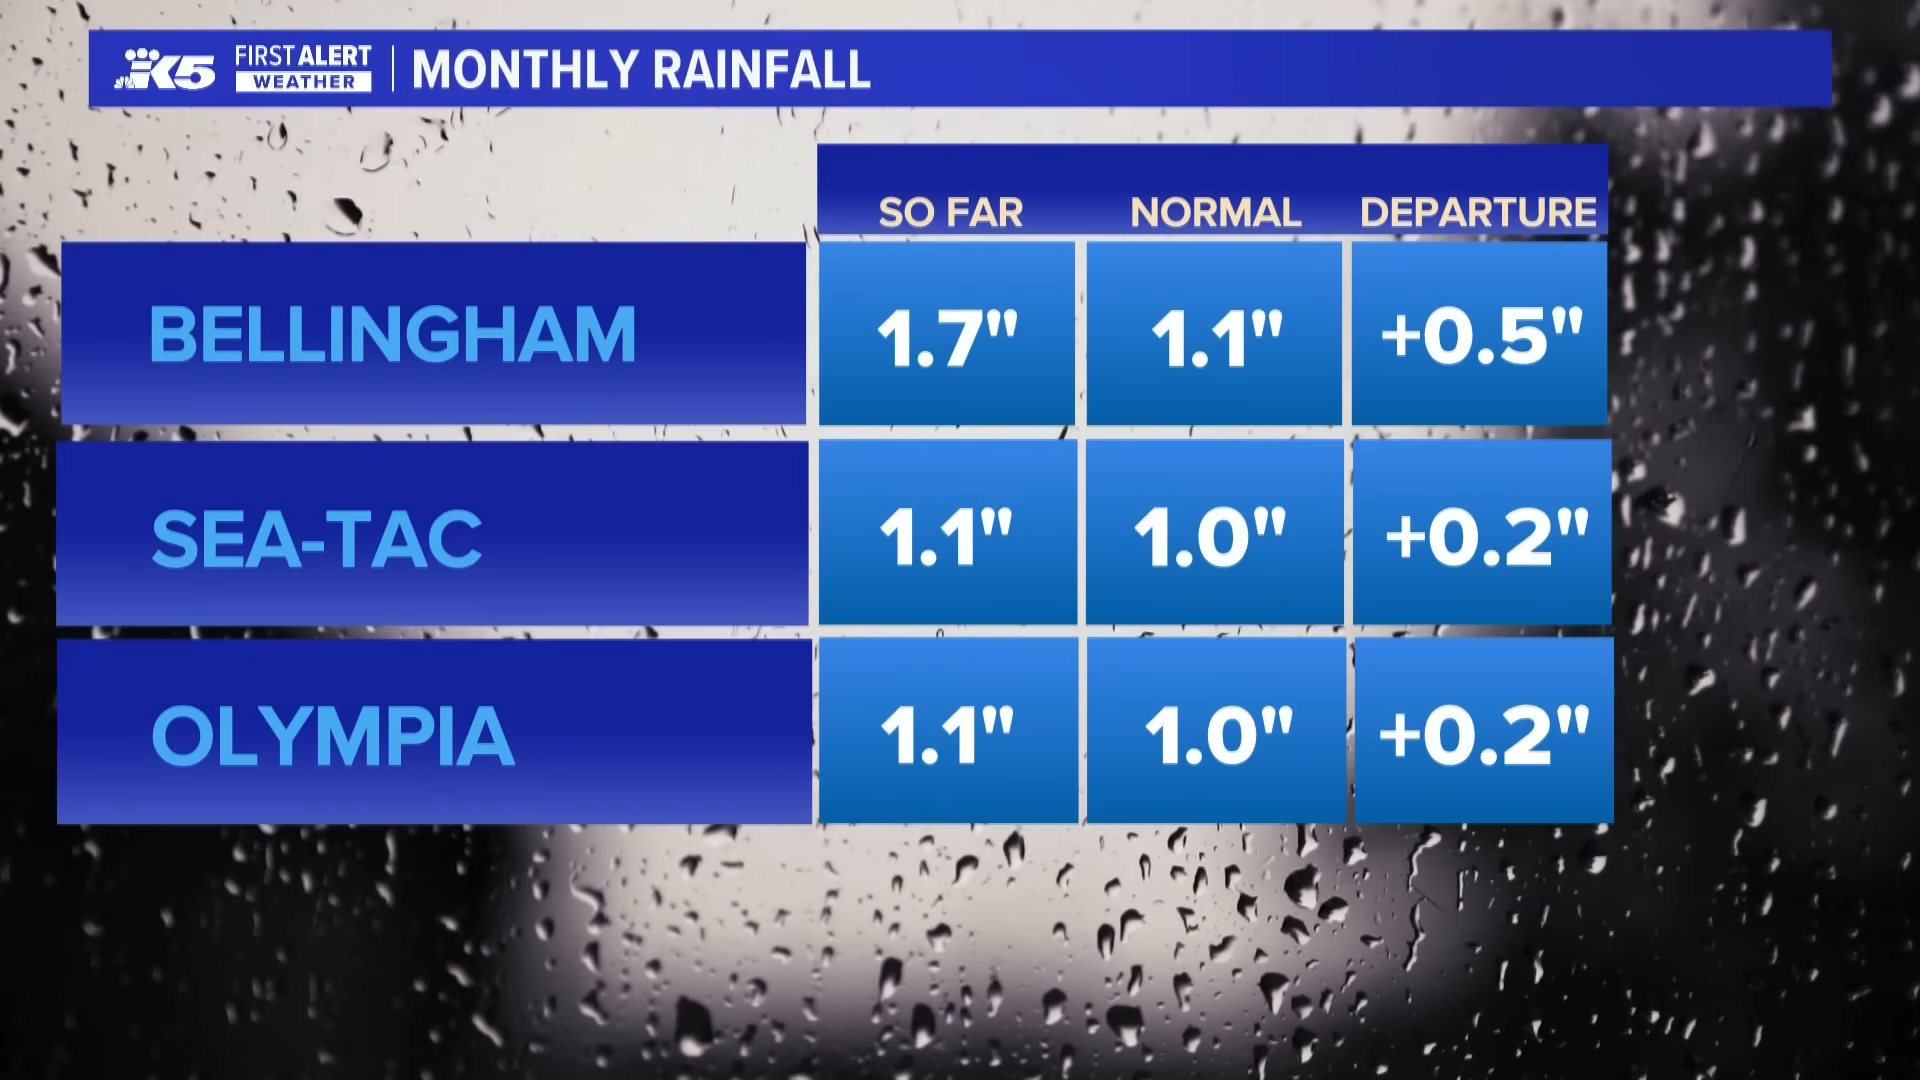 K5 FIRST ALERT WEATHER MONTHLY RAINFALL
SO FAR NORMAL DEPARTURE
BELLINGHAM 1.7" 1.1" +0.5"
SEA-TAC 1.1" 1.0" +0.2"
OLYMPIA 1.1" 1.0" +0.2"